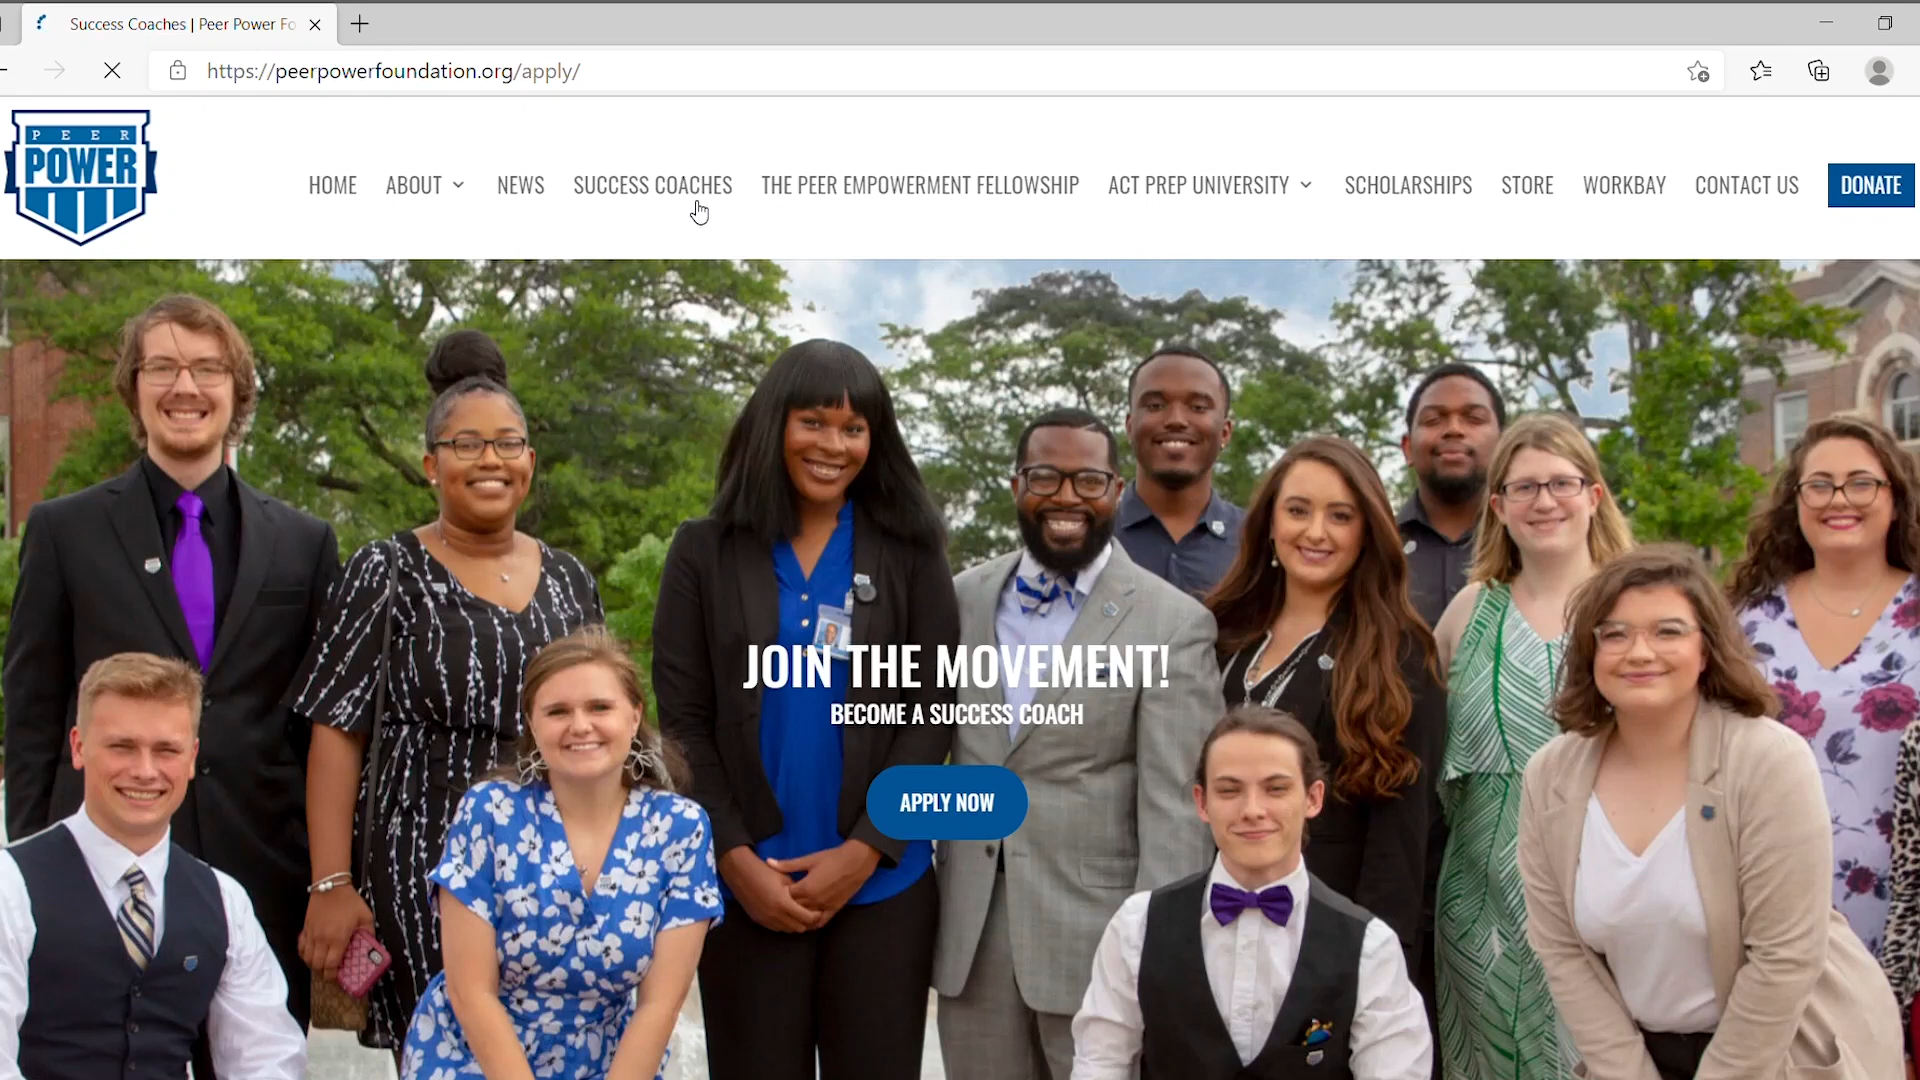 Success Coaches | Peer Power Fo
https://peerpowerfoundation.org/apply/
PEER
POWER
HOME ABOUT NEWS SUCCESS COACHES THE PEER EMPOWERMENT FELLOWSHIP ACT PREP UNIVERSITY SCHOLARSHIPS STORE WORKBAY CONTACT US DONATE
JOIN THE MOVEMENT!
BECOME A SUCCESS COACH
APPLY NOW